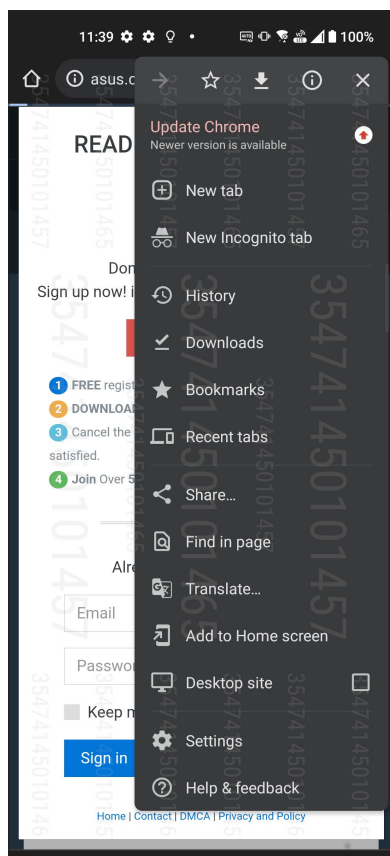 11:39
100%
asus.c
Update Chrome
Newer version is available
READ
New tab
New Incognito tab
Don
Sign up now! i
History
Downloads
1 FREE regist
Bookmarks
2 DOWNLOA
3 Cancel the
Recent tabs
satisfied.
4 Join Over 5
Share...
Find in page
Alre
Translate...
Email
Add to Home screen
Passwor
Desktop site
Keep m
Settings
Sign in
Help & feedback
Home | Contact | DMCA | Privacy and Policy